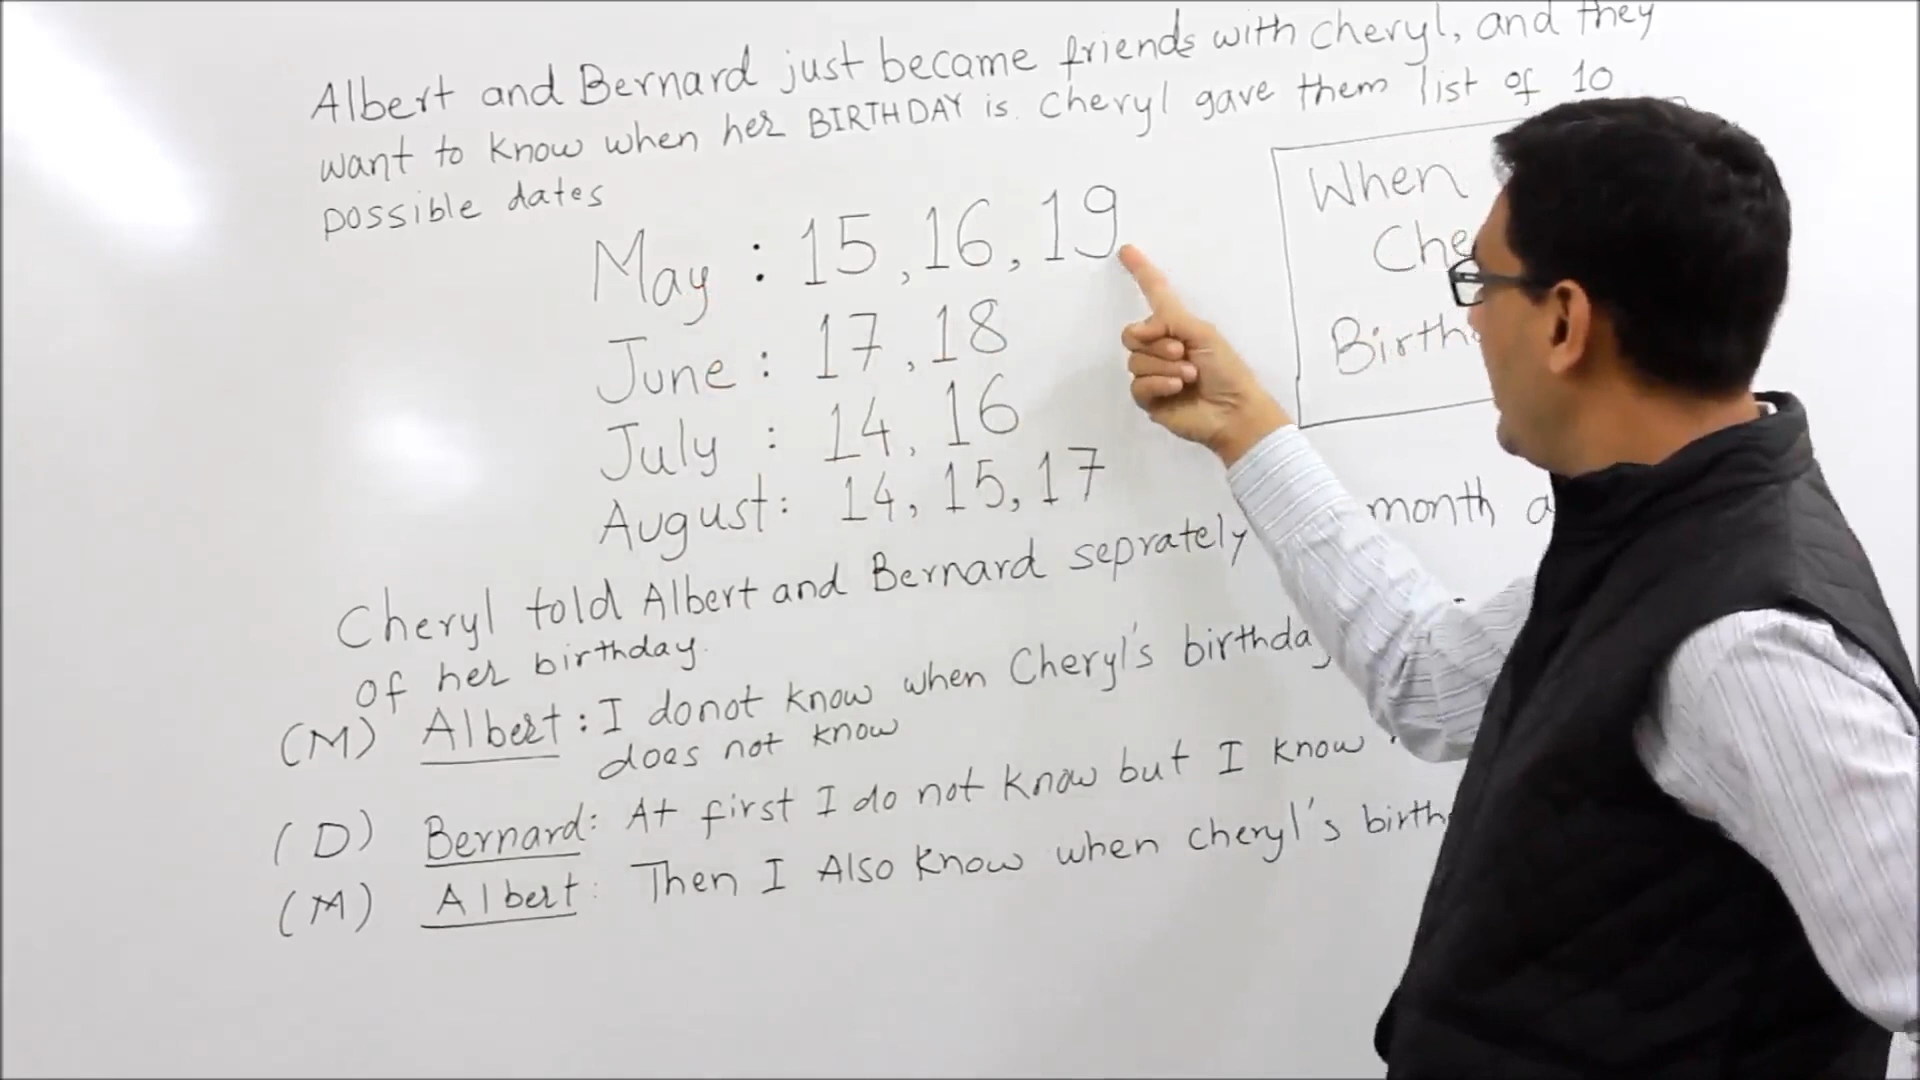 Albert and Bernard just became friends with Cheryl, and they
want to know when her BIRTHDAY is. Cheryl gave them list of 10
possible dates
May : 15, 16, 19
June : 17, 18
July : 14, 16
August : 14, 15, 17
When
Che
Birth
Cheryl told Albert and Bernard seprately month
of her birthday.
(M) Albert : I donot know when Cheryl's birthday
does not know
(D) Bernard : At first I do not know but I know
(M) Albert : Then I Also know when cheryl's birth